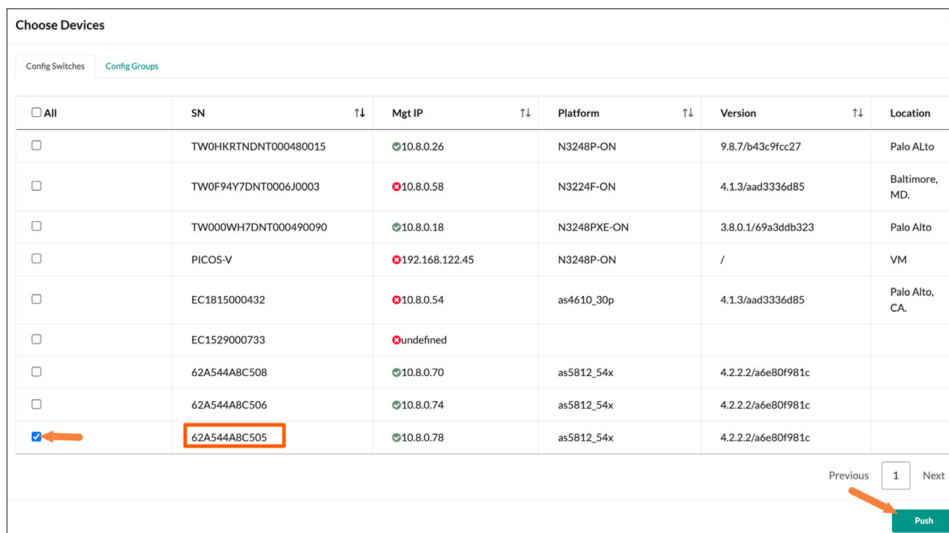 Choose Devices
Config Switches Config Groups
All SN Mgt IP Platform Version Location
TW0HKRTNDNT000480015 10.8.0.26 N3248P-ON 9.8.7/b43c9fcc27 Palo ALto
TW0F94Y7DNT0006J0003 10.8.0.58 N3224F-ON 4.1.3/aad3336d85 Baltimore,
MD.
TW000WH7DNT000490090 10.8.0.18 N3248PXE-ON 3.8.0.1/69a3ddb323 Palo Alto
PICOS-V 192.168.122.45 N3248P-ON / VM
EC1815000432 10.8.0.54 as4610_30p 4.1.3/aad3336d85 Palo Alto,
CA.
EC1529000733 undefined
62A544A8C508 10.8.0.70 as5812_54x 4.2.2.2/a6e80f981c
62A544A8C506 10.8.0.74 as5812_54x 4.2.2.2/a6e80f981c
62A544A8C505 10.8.0.78 as5812_54x 4.2.2.2/a6e80f981c
Previous 1 Next
Push